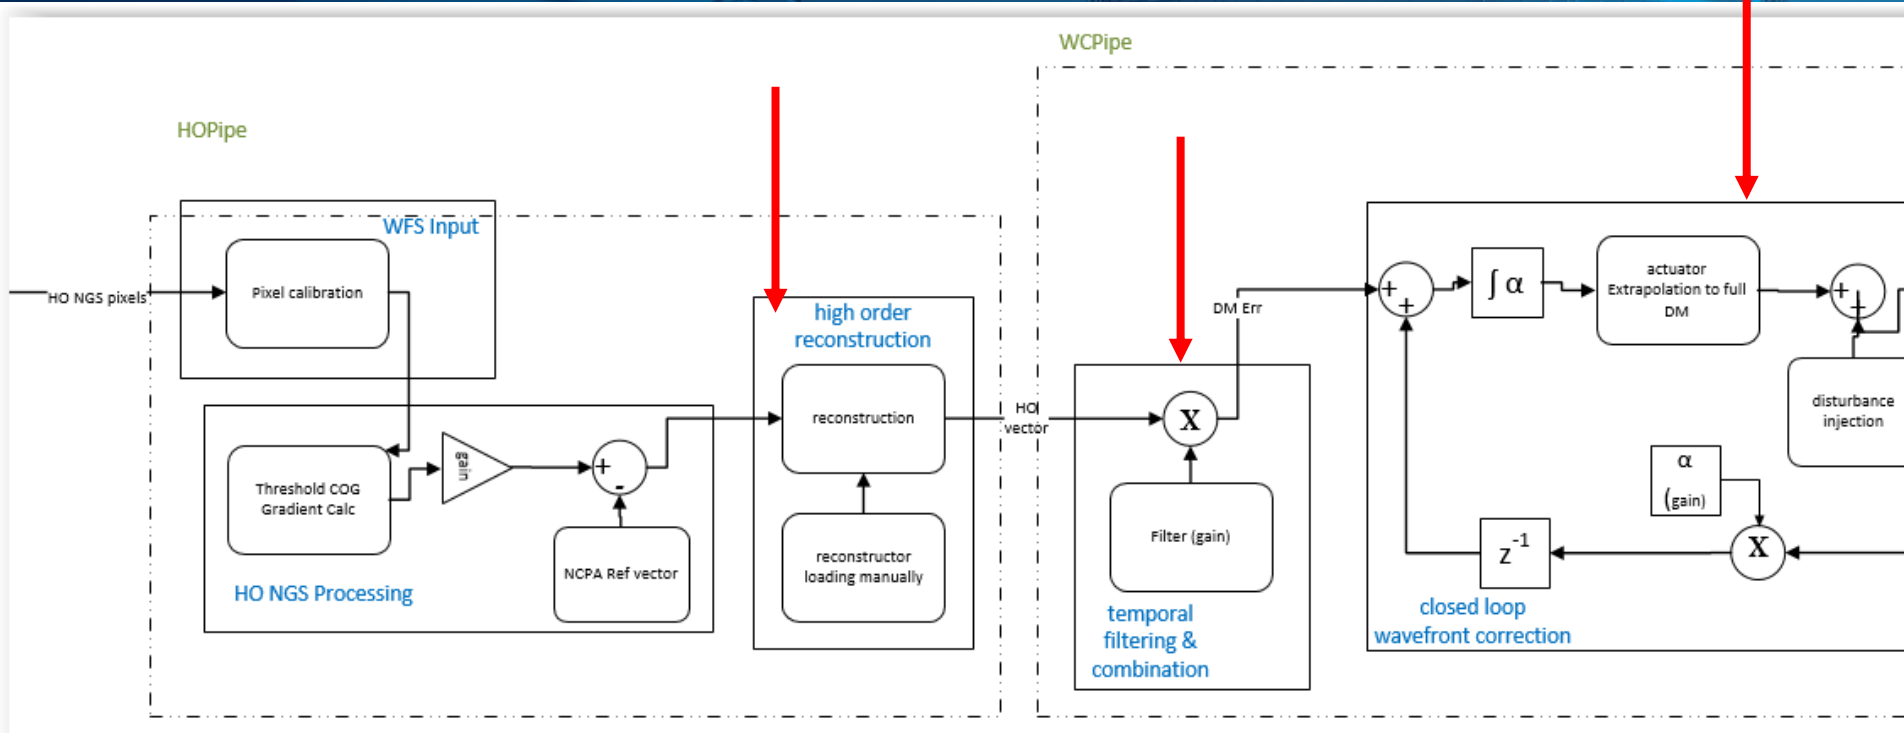 WCPipe
HOPipe
WFS Input
Pixel calibration
HO NGS pixels
high order
reconstruction
reconstruction
reconstructor
loading manually
Threshold COG
Gradient Calc
gain
+
-
NCPA Ref vector
HO NGS Processing
HO
vector
X
Filter (gain)
temporal
filtering &
combination
DM Err
+
+
∫ α
actuator
Extrapolation to full
DM
+
+
disturbance
injection
α
(gain)
X
z⁻¹
closed loop
wavefront correction